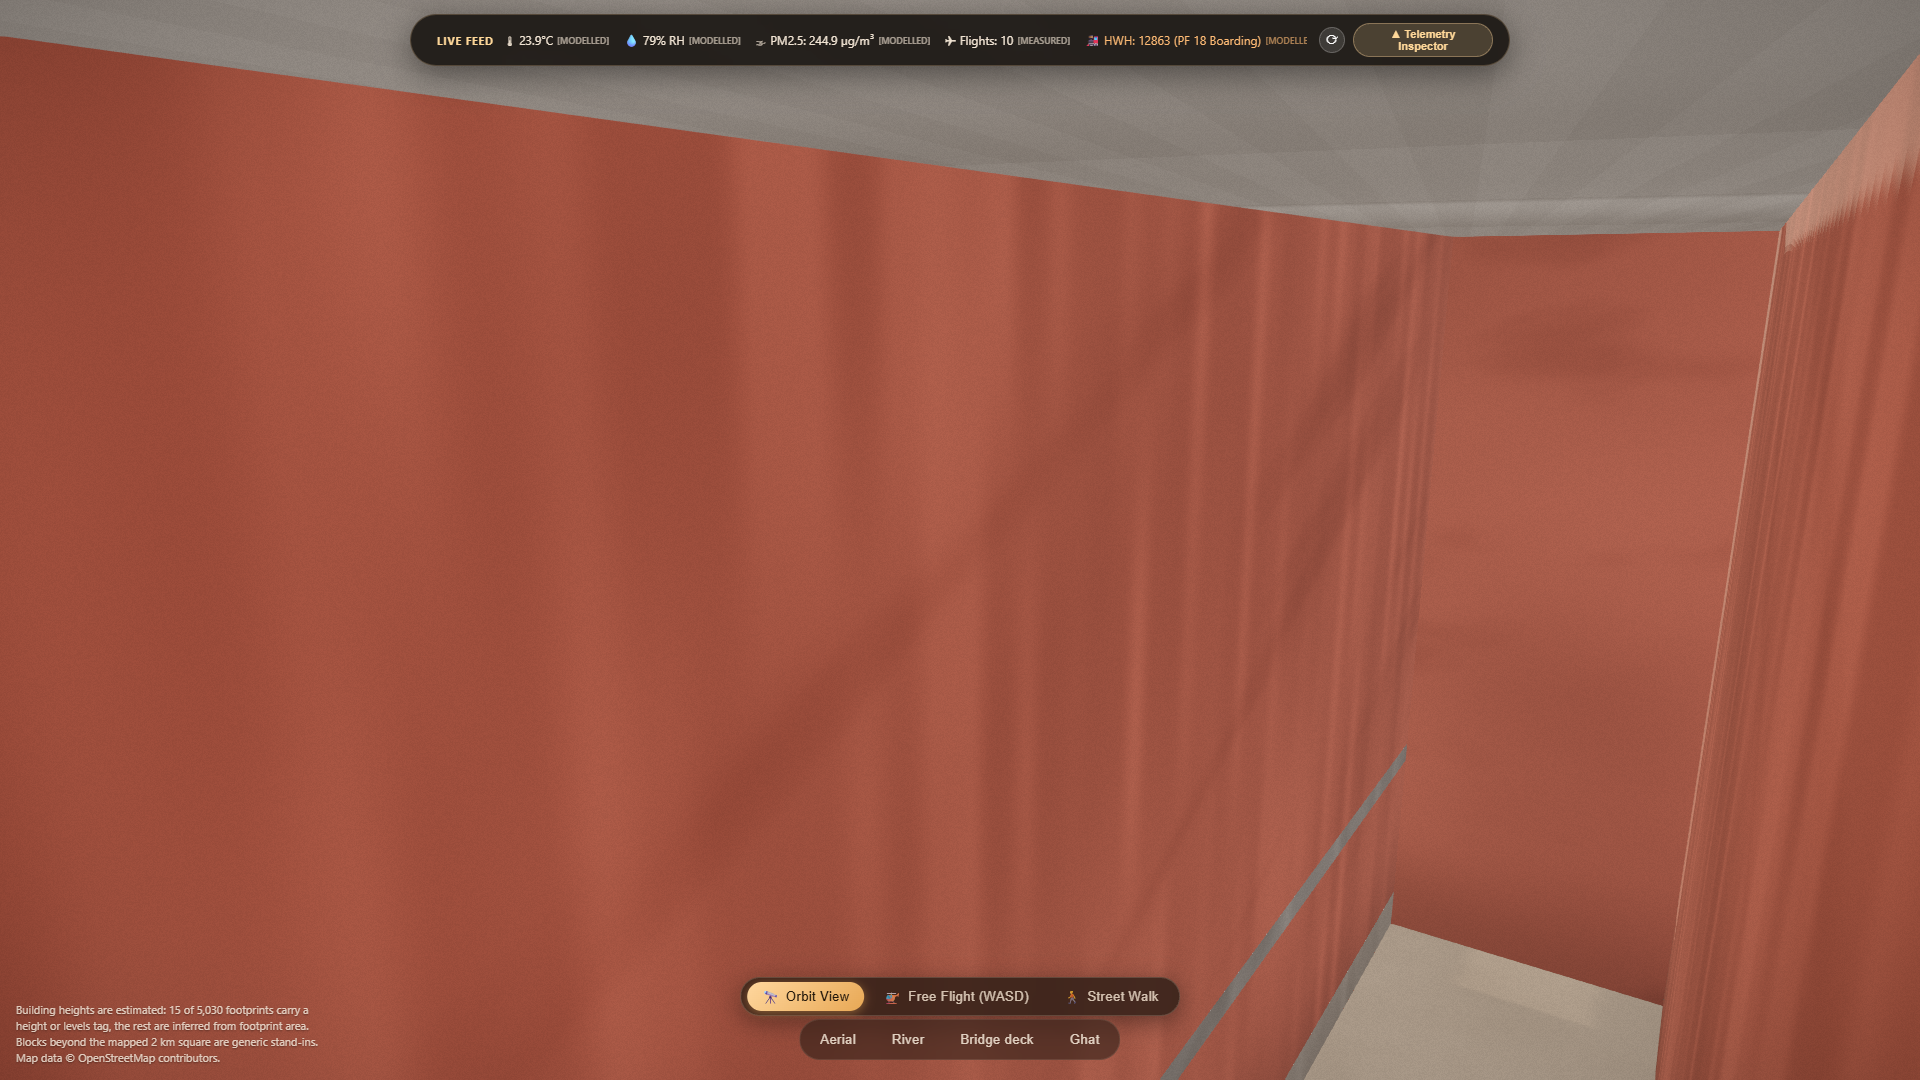 LIVE FEED 23.9°C [MODELLED] 79% RH [MODELLED] PM2.5: 244.9 µg/m³ [MODELLED] Flights: 10 [MEASURED] HWH: 12863 (PF 18 Boarding) [MODELLE
▲ Telemetry
Inspector
Orbit View Free Flight (WASD) Street Walk
Aerial River Bridge deck Ghat
Building heights are estimated: 15 of 5,030 footprints carry a
height or levels tag, the rest are inferred from footprint area.
Blocks beyond the mapped 2 km square are generic stand-ins.
Map data © OpenStreetMap contributors.